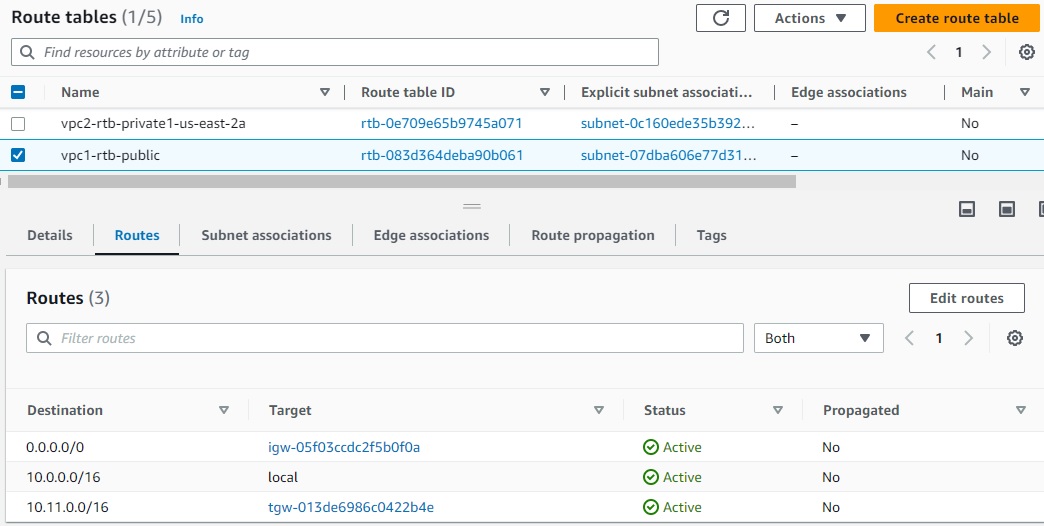 Route tables (1/5) Info Actions Create route table
Find resources by attribute or tag 1
Name Route table ID Explicit subnet associati... Edge associations Main
vpc2-rtb-private1-us-east-2a rtb-0e709e65b9745a071 subnet-0c160ede35b392... – No
vpc1-rtb-public rtb-083d364deba90b061 subnet-07dba606e77d31... – No
Details Routes Subnet associations Edge associations Route propagation Tags
Routes (3) Edit routes
Filter routes Both 1
Destination Target Status Propagated
0.0.0.0/0 igw-05f03ccdc2f5b0f0a Active No
10.0.0.0/16 local Active No
10.11.0.0/16 tgw-013de6986c0422b4e Active No